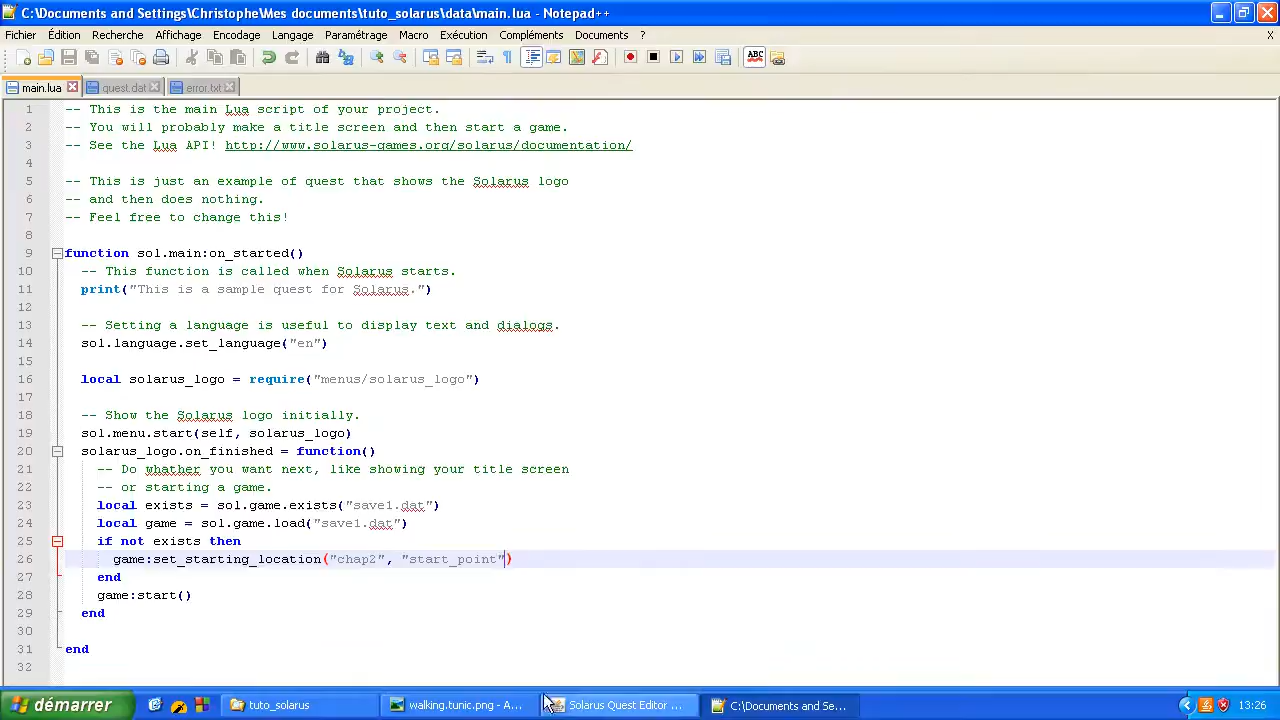 C:\Documents and Settings\Christophe\Mes documents\tuto_solarus\data\main.lua - Notepad++
Fichier Édition Recherche Affichage Encodage Langage Paramétrage Macro Exécution Compléments Documents ? X
main.lua quest.dat error.txt
1 -- This is the main Lua script of your project.
2 -- You will probably make a title screen and then start a game.
3 -- See the Lua API! http://www.solarus-games.org/solarus/documentation/
4
5 -- This is just an example of quest that shows the Solarus logo
6 -- and then does nothing.
7 -- Feel free to change this!
8
9 function sol.main:on_started()
10 -- This function is called when Solarus starts.
11 print("This is a sample quest for Solarus.")
12
13 -- Setting a language is useful to display text and dialogs.
14 sol.language.set_language("en")
15
16 local solarus_logo = require("menus/solarus_logo")
17
18 -- Show the Solarus logo initially.
19 sol.menu.start(self, solarus_logo)
20 solarus_logo.on_finished = function()
21 -- Do whather you want next, like showing your title screen
22 -- or starting a game.
23 local exists = sol.game.exists("save1.dat")
24 local game = sol.game.load("save1.dat")
25 if not exists then
26 game:set_starting_location("chap2", "start_point")
27 end
28 game:start()
29 end
30
31 end
32
démarrer tuto_solarus walking.tunic.png - A... Solarus Quest Editor ... C:\Documents and Se... 13:26